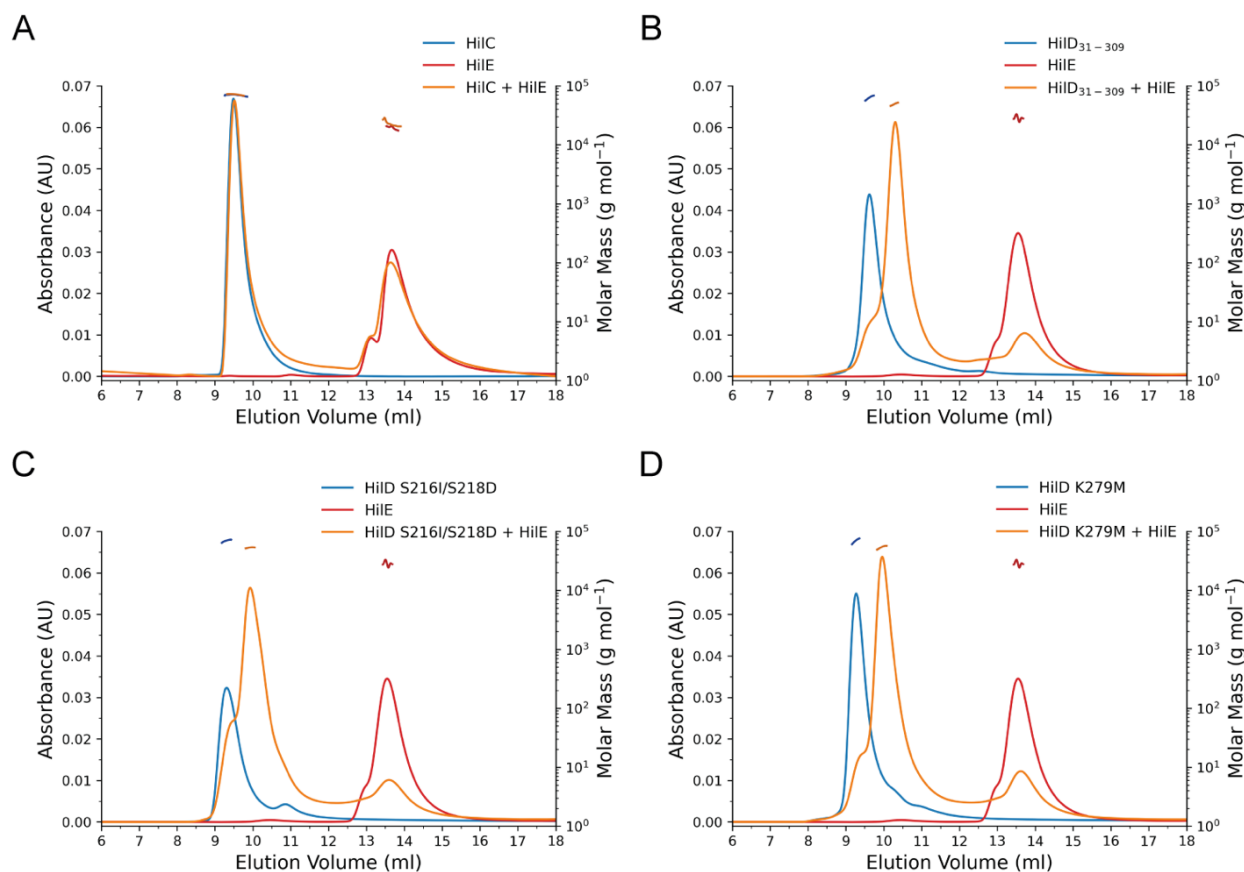 A
HilC
HilE
HilC + HilE
0.07
0.06
0.05
0.04
0.03
0.02
0.01
0.00
Absorbance (AU)
10⁵
10⁴
10³
10²
10¹
10⁰
Molar Mass (g mol⁻¹)
6 7 8 9 10 11 12 13 14 15 16 17 18
Elution Volume (ml)
B
HilD₃₁₋₃₀₉
HilE
HilD₃₁₋₃₀₉ + HilE
0.07
0.06
0.05
0.04
0.03
0.02
0.01
0.00
Absorbance (AU)
10⁵
10⁴
10³
10²
10¹
10⁰
Molar Mass (g mol⁻¹)
6 7 8 9 10 11 12 13 14 15 16 17 18
Elution Volume (ml)
C
HilD S216I/S218D
HilE
HilD S216I/S218D + HilE
0.07
0.06
0.05
0.04
0.03
0.02
0.01
0.00
Absorbance (AU)
10⁵
10⁴
10³
10²
10¹
10⁰
Molar Mass (g mol⁻¹)
6 7 8 9 10 11 12 13 14 15 16 17 18
Elution Volume (ml)
D
HilD K279M
HilE
HilD K279M + HilE
0.07
0.06
0.05
0.04
0.03
0.02
0.01
0.00
Absorbance (AU)
10⁵
10⁴
10³
10²
10¹
10⁰
Molar Mass (g mol⁻¹)
6 7 8 9 10 11 12 13 14 15 16 17 18
Elution Volume (ml)